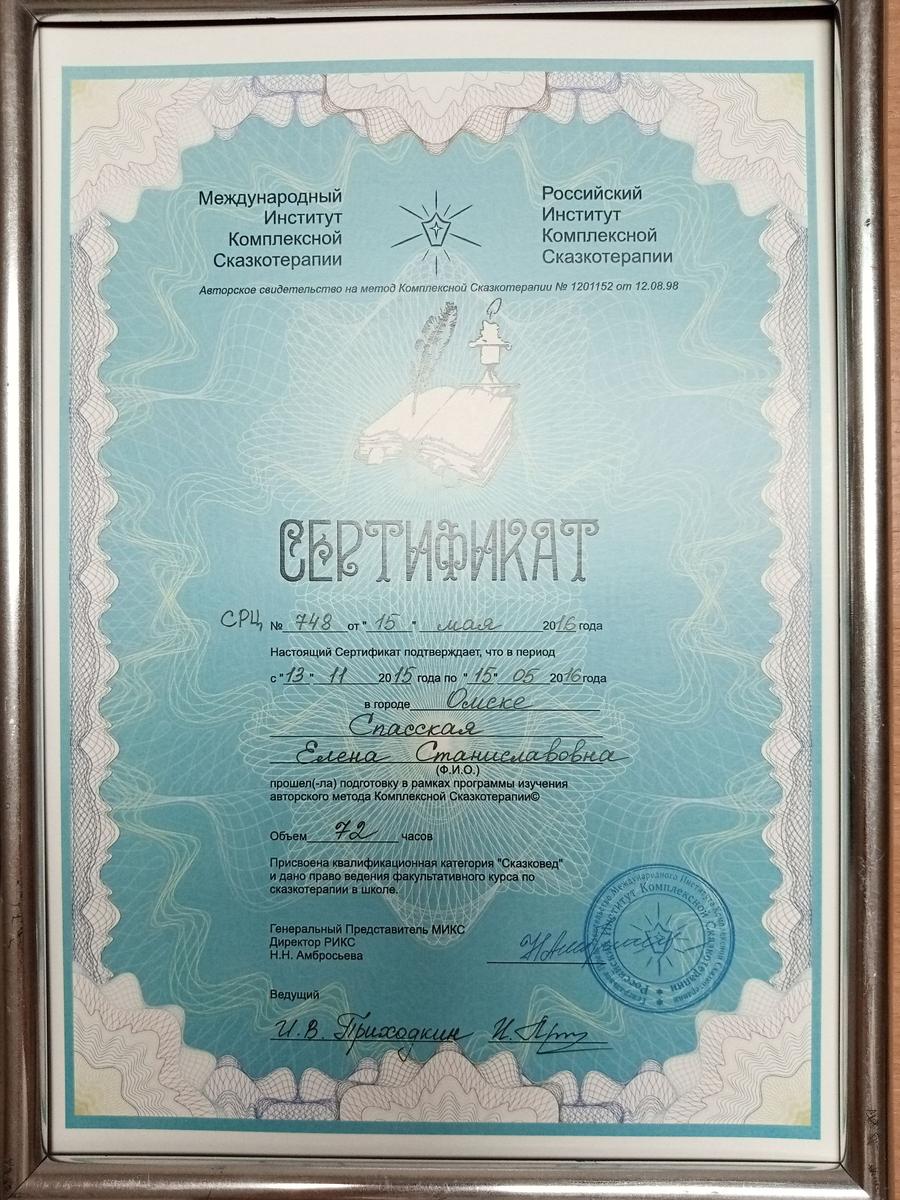 Международный
Институт
Комплексной
Сказкотерапии
Российский
Институт
Комплексной
Сказкотерапии
Авторское свидетельство на метод Комплексной Сказкотерапии № 1201152 от 12.08.98
СЕРТИФИКАТ
СРЦ № 748 от "15" мая 2016 года
Настоящий Сертификат подтверждает, что в период
с "13" 11 2015 года по "15" 05 2016 года
в городе Омске
Спасская
Елена Станиславовна
(Ф.И.О.)
прошел(-ла) подготовку в рамках программы изучения
авторского метода Комплексной Сказкотерапии©
Объем 72 часов
Присвоена квалификационная категория "Сказковед"
и дано право ведения факультативного курса по
сказкотерапии в школе.
Генеральный Представитель МИКС
Директор РИКС
Н.Н. Амбросьева
Российский Институт Комплексной Сказкотерапии
Ведущий
И.В. Приходкин